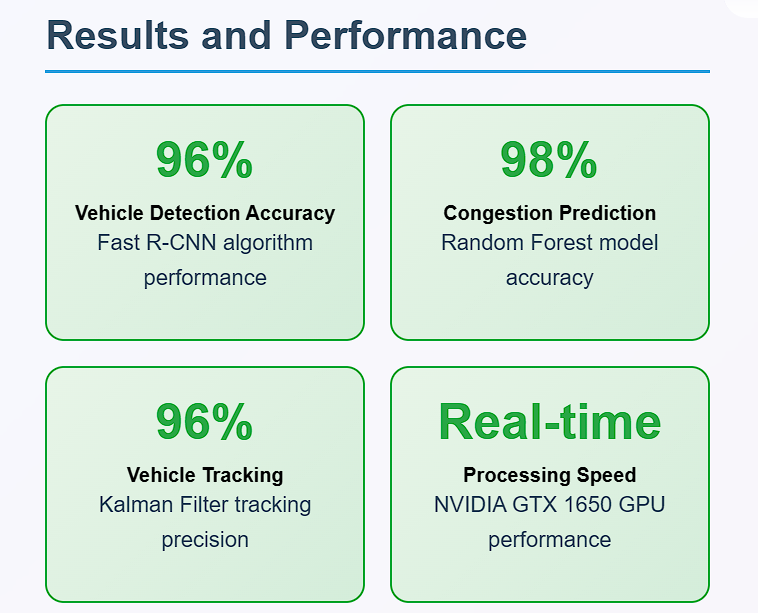 Results and Performance
96%
Vehicle Detection Accuracy
Fast R-CNN algorithm
performance
98%
Congestion Prediction
Random Forest model
accuracy
96%
Vehicle Tracking
Kalman Filter tracking
precision
Real-time
Processing Speed
NVIDIA GTX 1650 GPU
performance